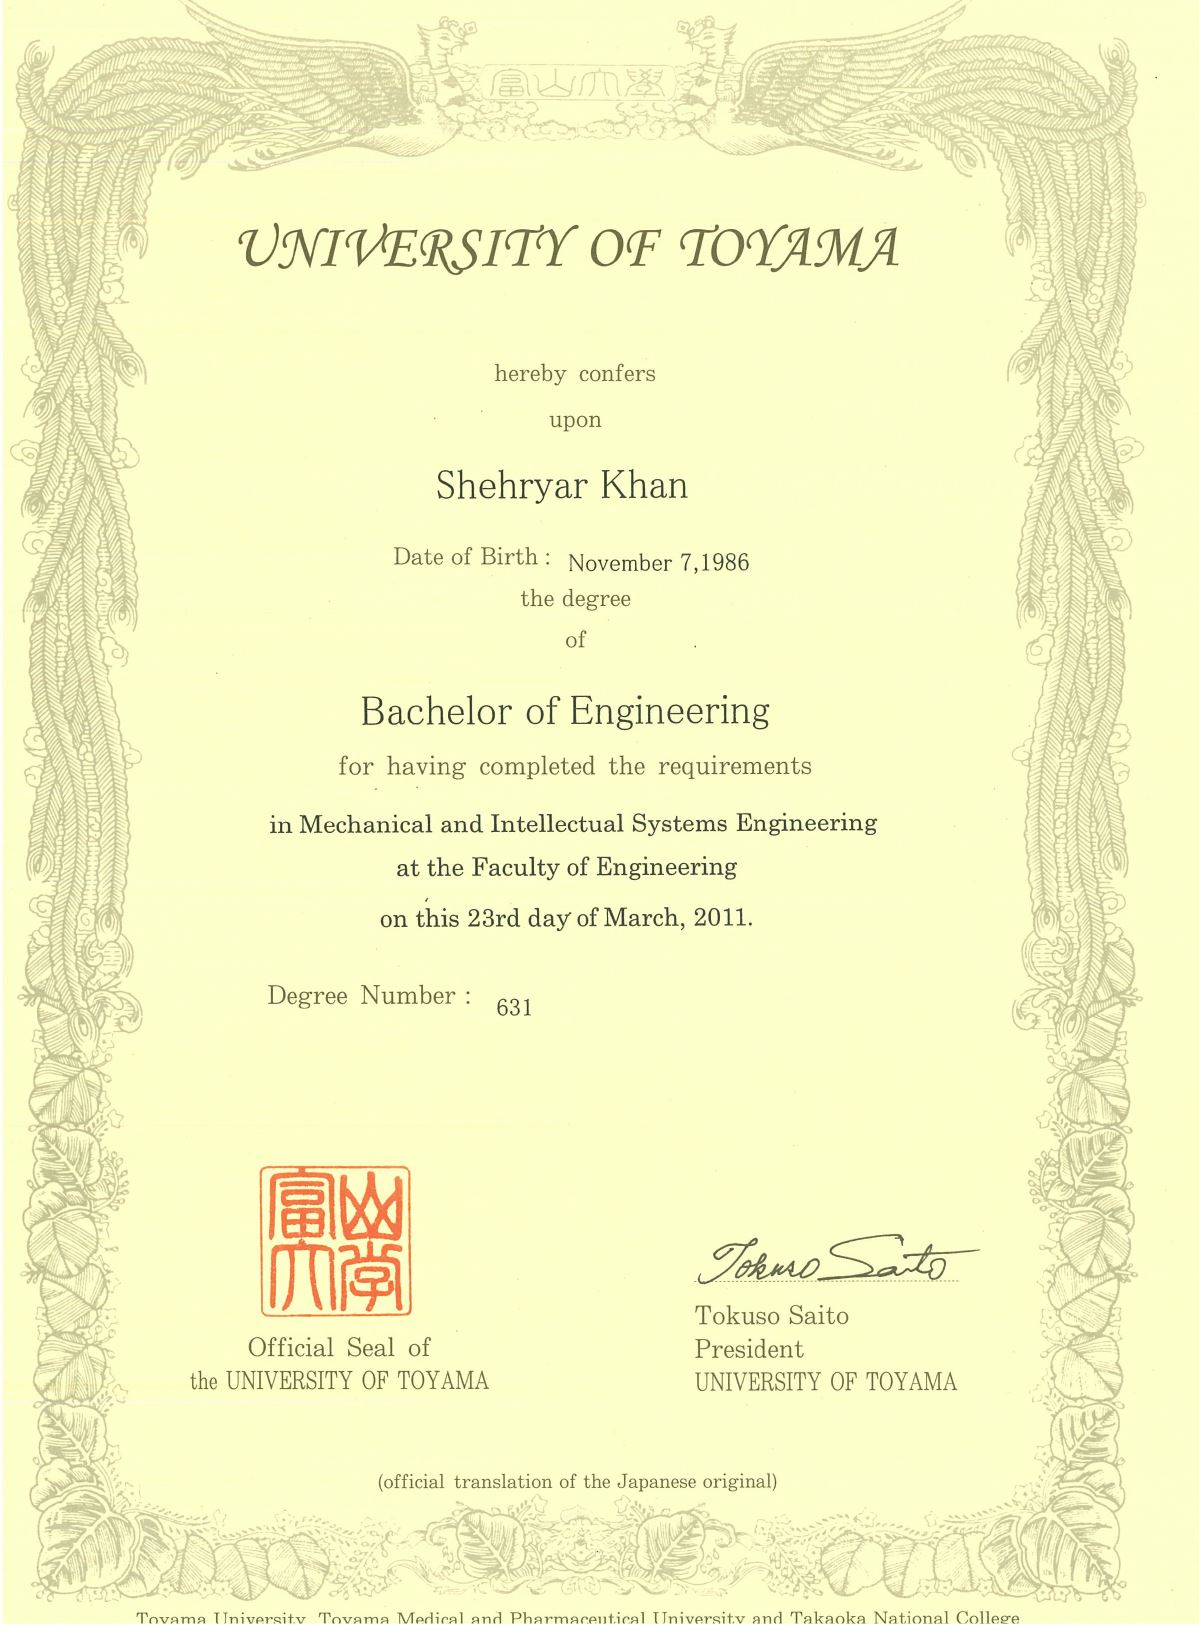 富山大學
UNIVERSITY OF TOYAMA
hereby confers
upon
Shehryar Khan
Date of Birth : November 7,1986
the degree
of
Bachelor of Engineering
for having completed the requirements
in Mechanical and Intellectual Systems Engineering
at the Faculty of Engineering
on this 23rd day of March, 2011.
Degree Number : 631
富山
大学
Official Seal of
the UNIVERSITY OF TOYAMA
Tokuso Saito
Tokuso Saito
President
UNIVERSITY OF TOYAMA
(official translation of the Japanese original)
Toyama University, Toyama Medical and Pharmaceutical University and Takaoka National College